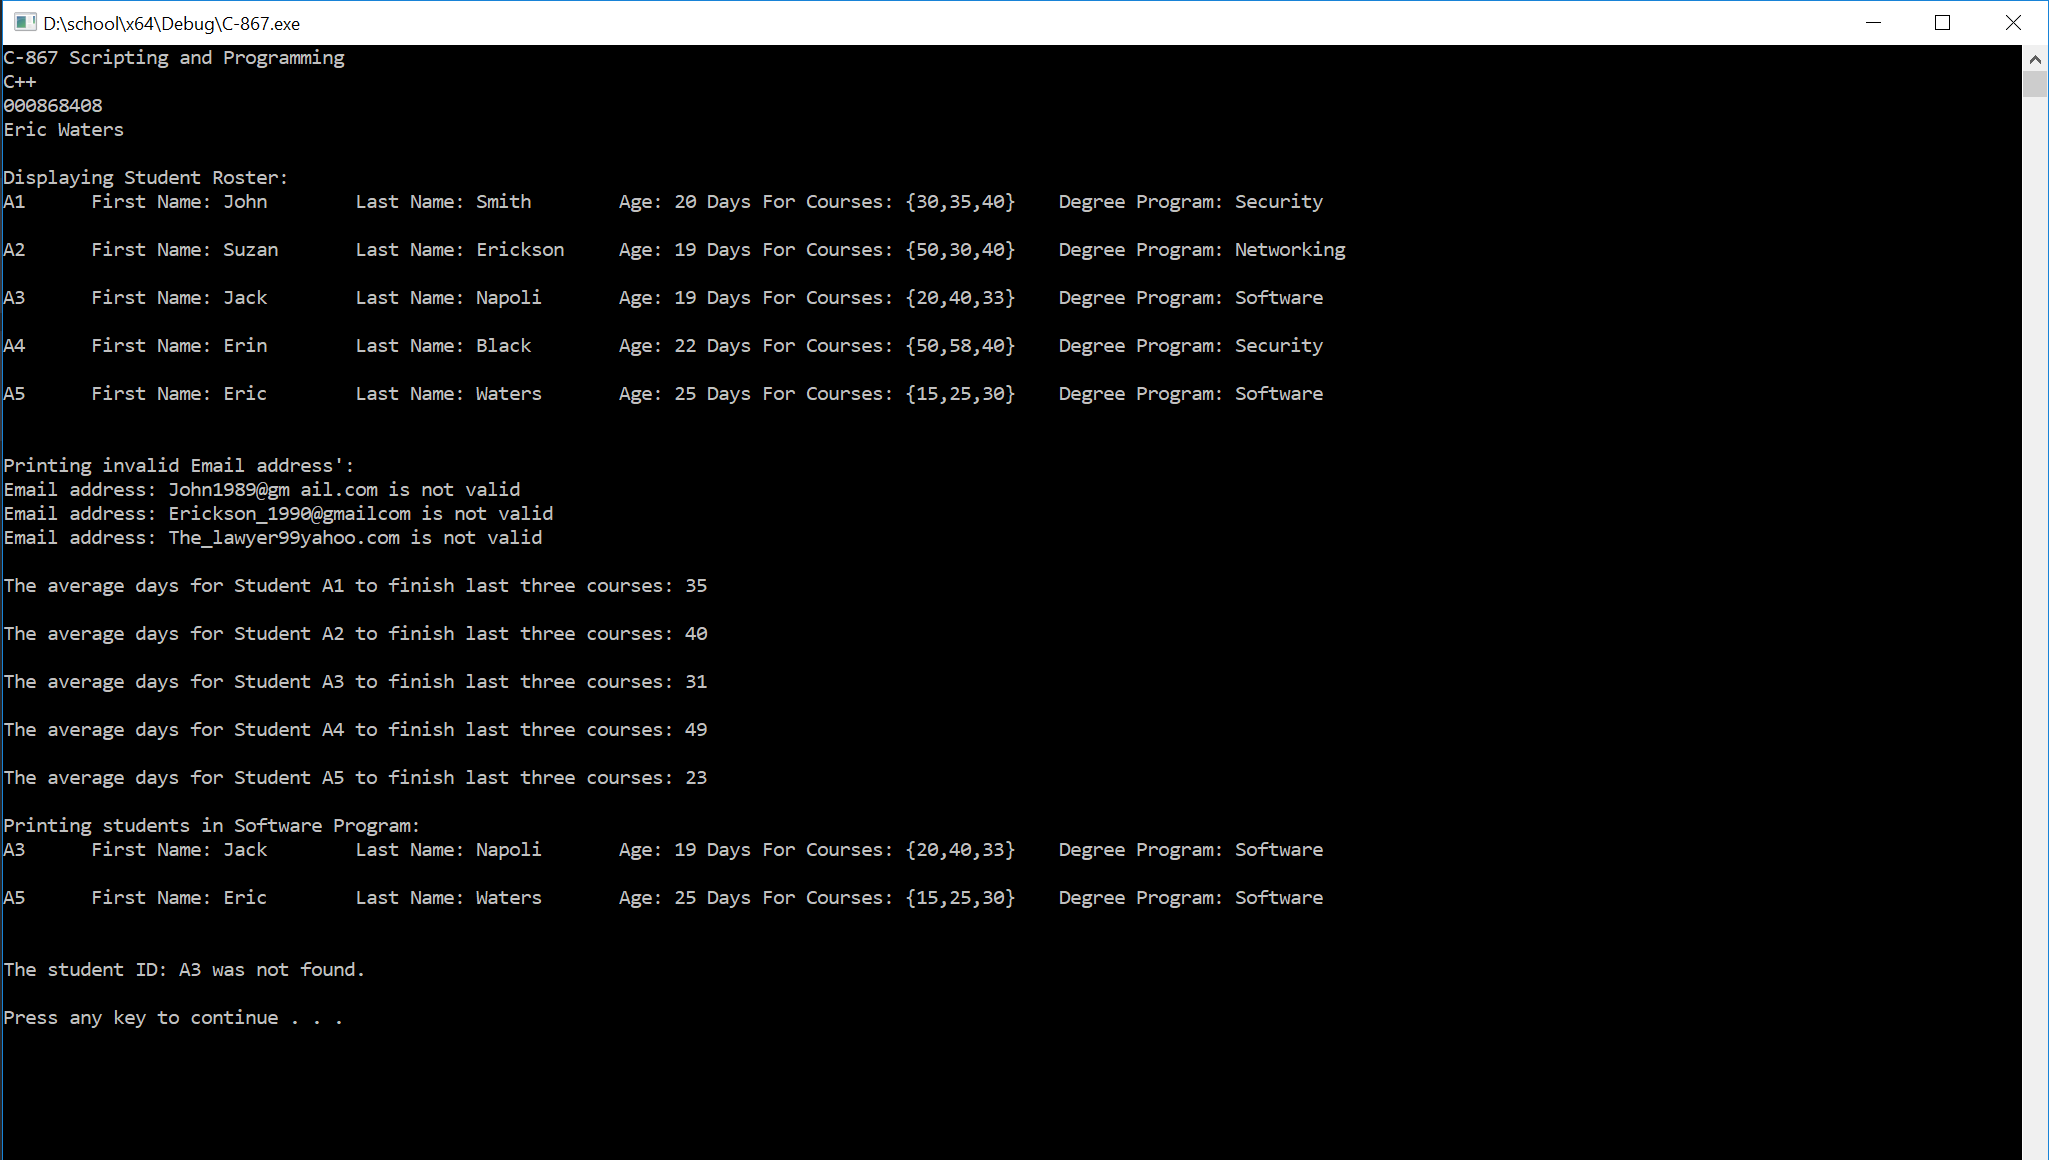 D:\school\x64\Debug\C-867.exe
C-867 Scripting and Programming
C++
000868408
Eric Waters
Displaying Student Roster:
A1 First Name: John Last Name: Smith Age: 20 Days For Courses: {30,35,40} Degree Program: Security
A2 First Name: Suzan Last Name: Erickson Age: 19 Days For Courses: {50,30,40} Degree Program: Networking
A3 First Name: Jack Last Name: Napoli Age: 19 Days For Courses: {20,40,33} Degree Program: Software
A4 First Name: Erin Last Name: Black Age: 22 Days For Courses: {50,58,40} Degree Program: Security
A5 First Name: Eric Last Name: Waters Age: 25 Days For Courses: {15,25,30} Degree Program: Software
Printing invalid Email address':
Email address: John1989@gm ail.com is not valid
Email address: Erickson_1990@gmailcom is not valid
Email address: The_lawyer99yahoo.com is not valid
The average days for Student A1 to finish last three courses: 35
The average days for Student A2 to finish last three courses: 40
The average days for Student A3 to finish last three courses: 31
The average days for Student A4 to finish last three courses: 49
The average days for Student A5 to finish last three courses: 23
Printing students in Software Program:
A3 First Name: Jack Last Name: Napoli Age: 19 Days For Courses: {20,40,33} Degree Program: Software
A5 First Name: Eric Last Name: Waters Age: 25 Days For Courses: {15,25,30} Degree Program: Software
The student ID: A3 was not found.
Press any key to continue . . .